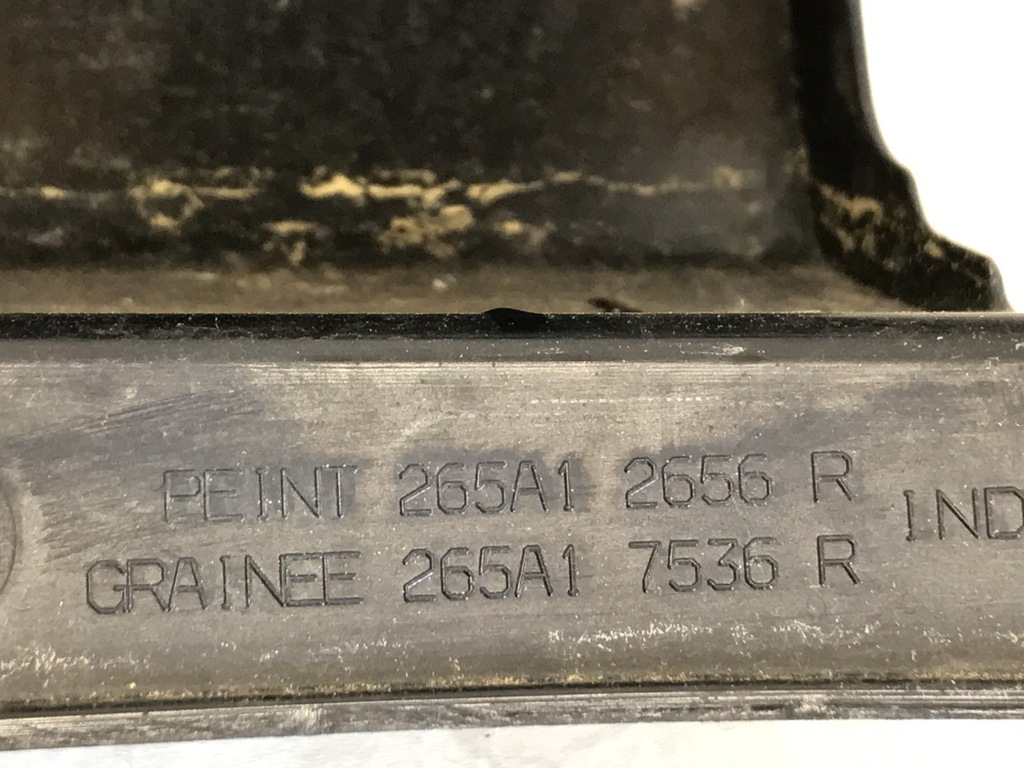 PEINT 265A1 2656 R
GRAINEE 265A1 7536 R
IND